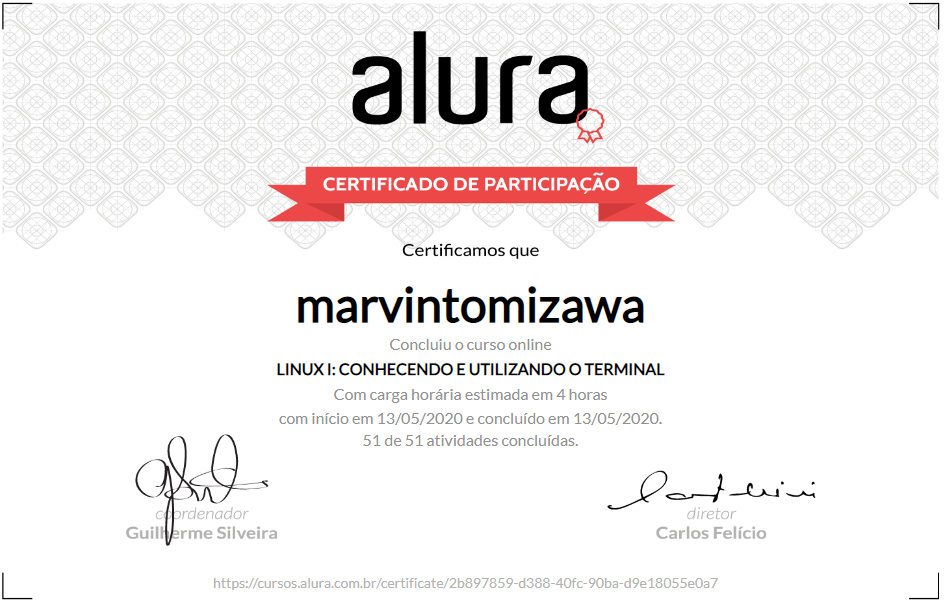 alura
CERTIFICADO DE PARTICIPAÇÃO
Certificamos que
marvintomizawa
Concluiu o curso online
LINUX I: CONHECENDO E UTILIZANDO O TERMINAL
Com carga horária estimada em 4 horas
com início em 13/05/2020 e concluído em 13/05/2020.
51 de 51 atividades concluídas.
coordenador
Guilherme Silveira
diretor
Carlos Felício
https://cursos.alura.com.br/certificate/2b897859-d388-40fc-90ba-d9e18055e0a7